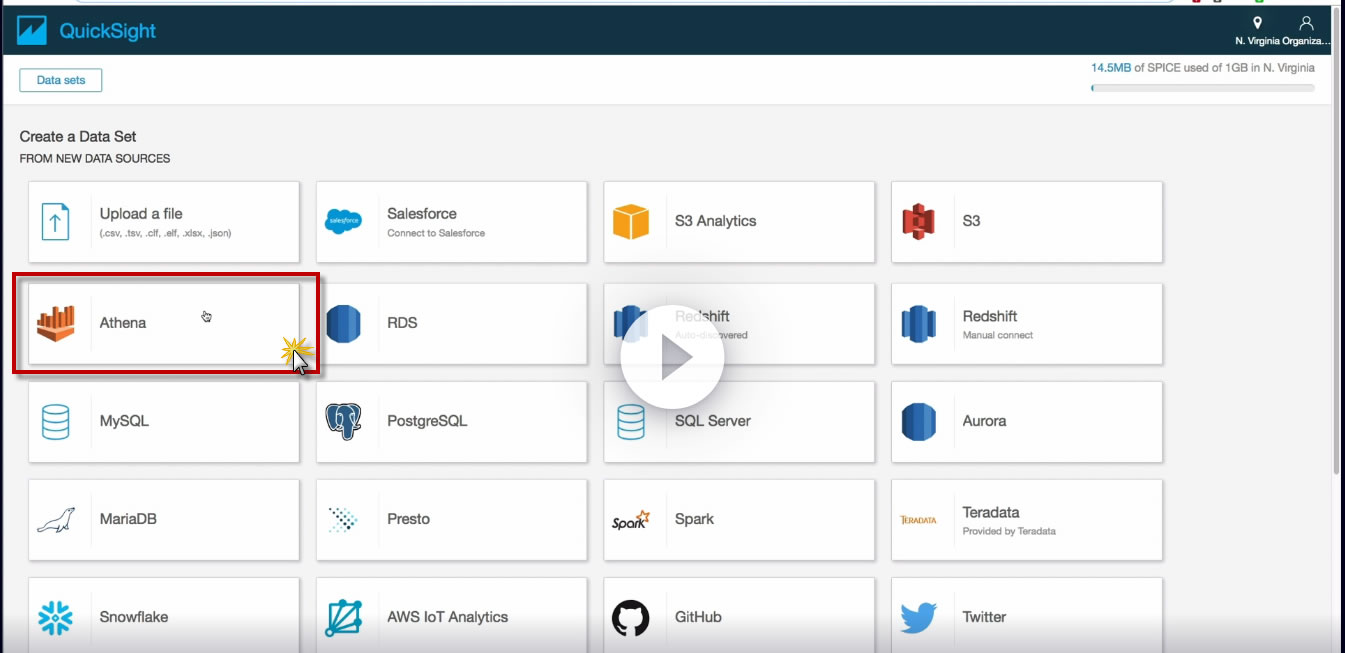 QuickSight
N. Virginia Organiza...
Data sets
14.5MB of SPICE used of 1GB in N. Virginia
Create a Data Set
FROM NEW DATA SOURCES
Upload a file
(.csv, .tsv, .clf, .elf, .xlsx, .json)
salesforce
Salesforce
Connect to Salesforce
S3 Analytics
S3
Athena
RDS
Redshift
Auto-discovered
Redshift
Manual connect
MySQL
PostgreSQL
SQL Server
Aurora
MariaDB
Presto
Spark
Spark
TERADATA
Teradata
Provided by Teradata
Snowflake
AWS IoT Analytics
GitHub
Twitter